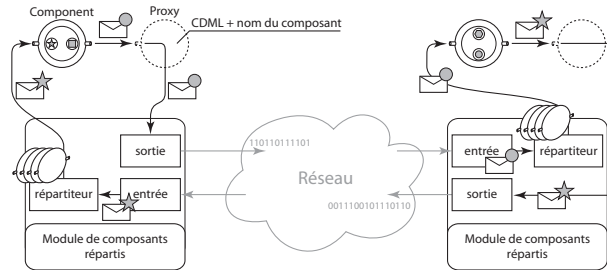 Component
Proxy
CDML + nom du composant
110110111101
Réseau
0011100101110110
sortie
répartiteur
entrée
Module de composants
répartis
entrée
répartiteur
sortie
Module de composants
répartis